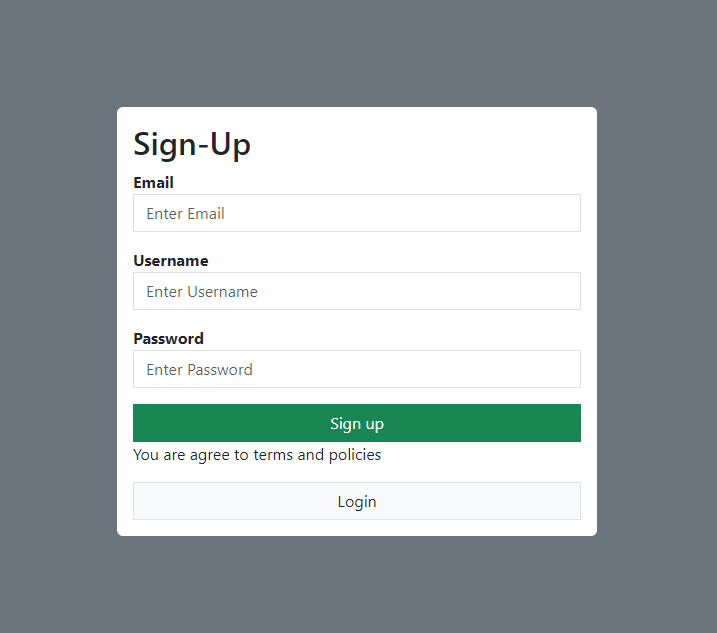 Sign-Up
Email
Enter Email
Username
Enter Username
Password
Enter Password
Sign up
You are agree to terms and policies
Login